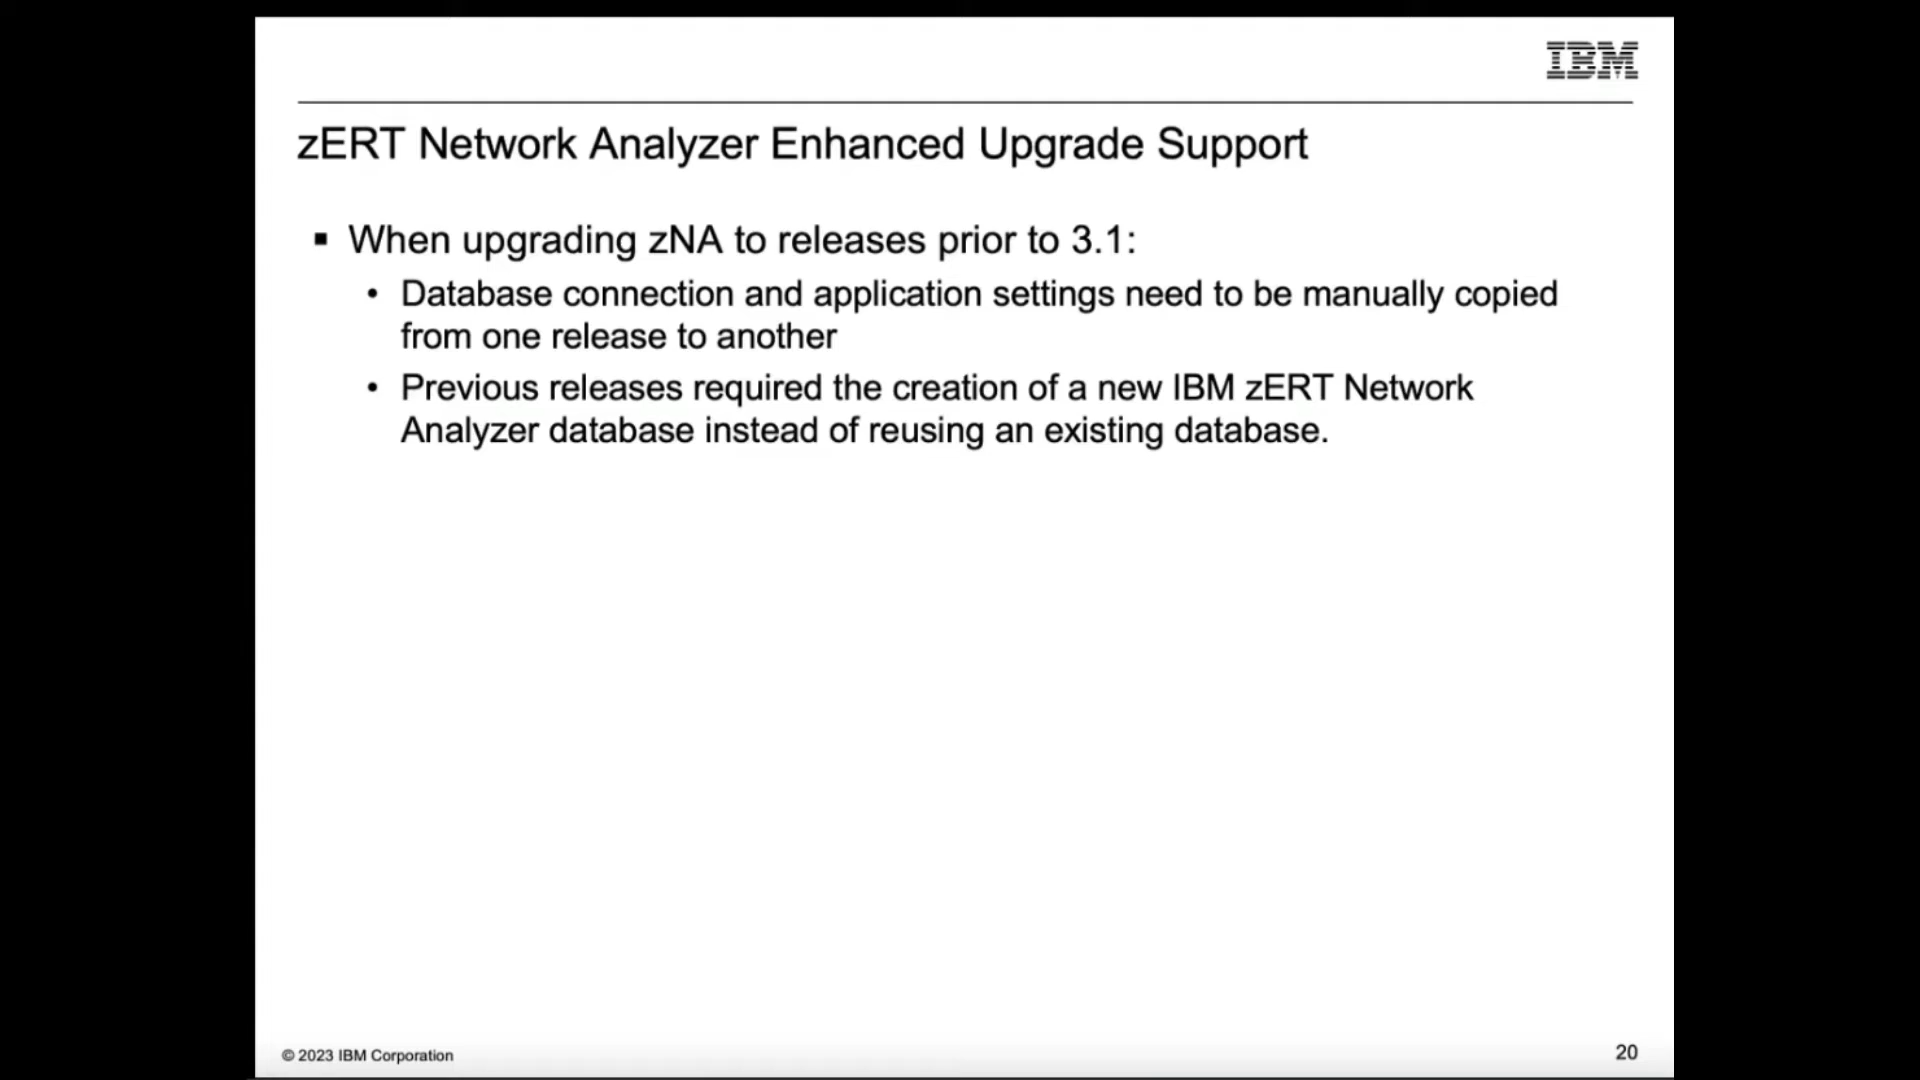 IBM
zERT Network Analyzer Enhanced Upgrade Support
▪ When upgrading zNA to releases prior to 3.1:
• Database connection and application settings need to be manually copied
from one release to another
• Previous releases required the creation of a new IBM zERT Network
Analyzer database instead of reusing an existing database.
© 2023 IBM Corporation
20